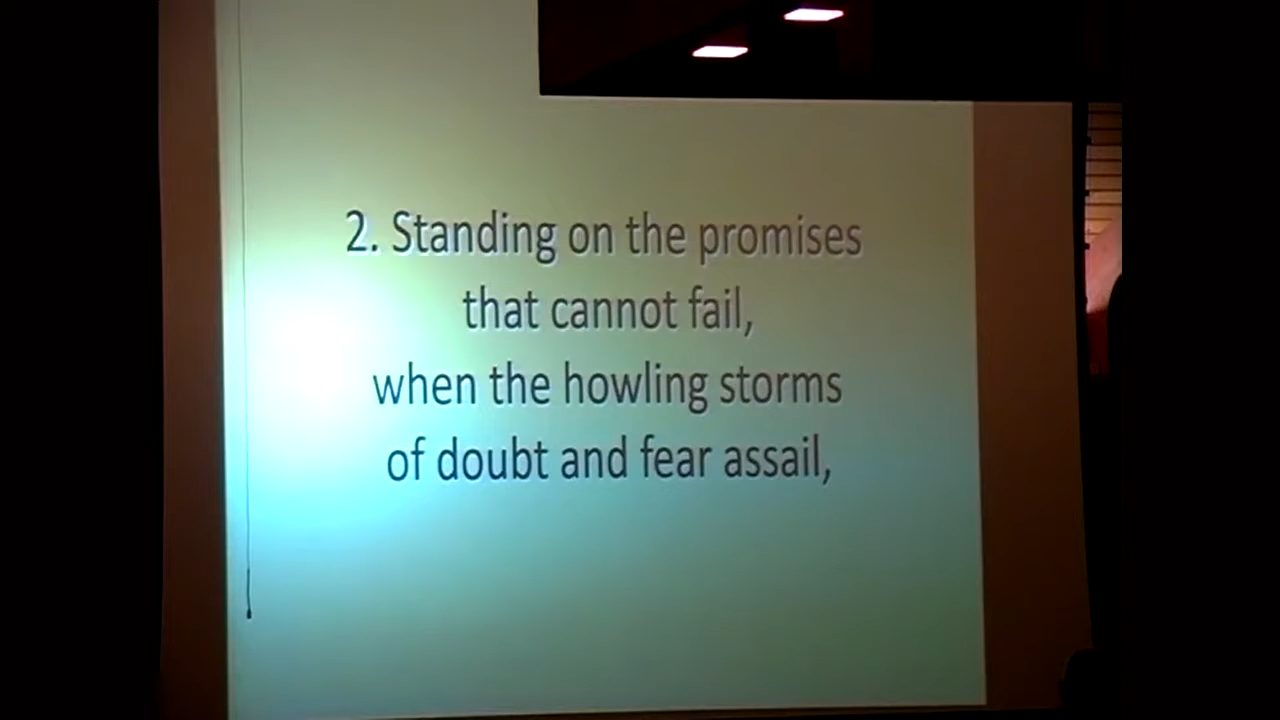 2. Standing on the promises
that cannot fail,
when the howling storms
of doubt and fear assail,